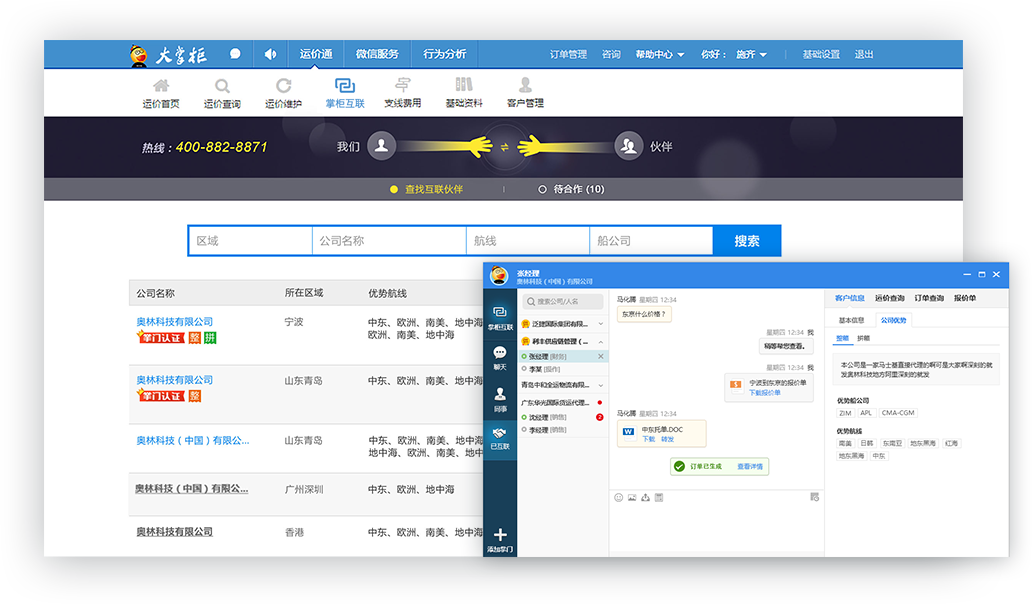 大掌柜 运价通 微信服务 行为分析 订单管理 咨询 帮助中心 你好： 施齐 基础设置 退出
运价首页 运价查询 运价维护 掌柜互联 支线费用 基础资料 客户管理
热线：400-882-8871 我们 伙伴
查找互联伙伴 待合作 (10)
区域 公司名称 航线 船公司 搜索
公司名称 所在区域 优势航线
奥林科技有限公司 宁波 中东、欧洲、南美、地中海
掌门认证 整 拼 欧洲、南美、地中海
奥林科技有限公司 山东青岛 中东、欧洲、南美、地中海
掌门认证 整
奥林科技（中国）有限公... 山东青岛 中东、欧洲、南美、地中海
地中海、欧洲、南美、中东
奥林科技（中国）有限公... 广州深圳 中东、欧洲、地中海
奥林科技有限公司 香港 中东、欧洲、南美、地中海
张经理
奥林科技（中国）有限公司
掌柜互联
聊天
同事
已互联
添加掌门
搜索公司/人名
泛捷国际集团有限...
利丰供应链管理 (...
张经理 [财务]
李某 [操作]
青岛中和全运物流有限...
广东华光国际货运代理...
沈经理 [销售] 2
李经理 [销售]
马化腾 星期四 12:34
东京什么价格？
星期四 12:34 我
稍等帮您查看。
星期四 12:34 我
宁波到东京的报价单
下载报价单
马化腾 星期四 12:34
中东托单.DOC
下载 转发
订单已生成 查看详情
客户信息 运价查询 订单查询 报价单
基本信息 公司优势
整箱 拼箱
本公司是一家马士基直接代理的啊可是大家啊深刻的就
发奥林科技地方阿里深刻的就发
优势船公司
ZIM APL CMA-CGM
优势航线
南美 日韩 东南亚 地东黑海 红海
地东黑海 中东